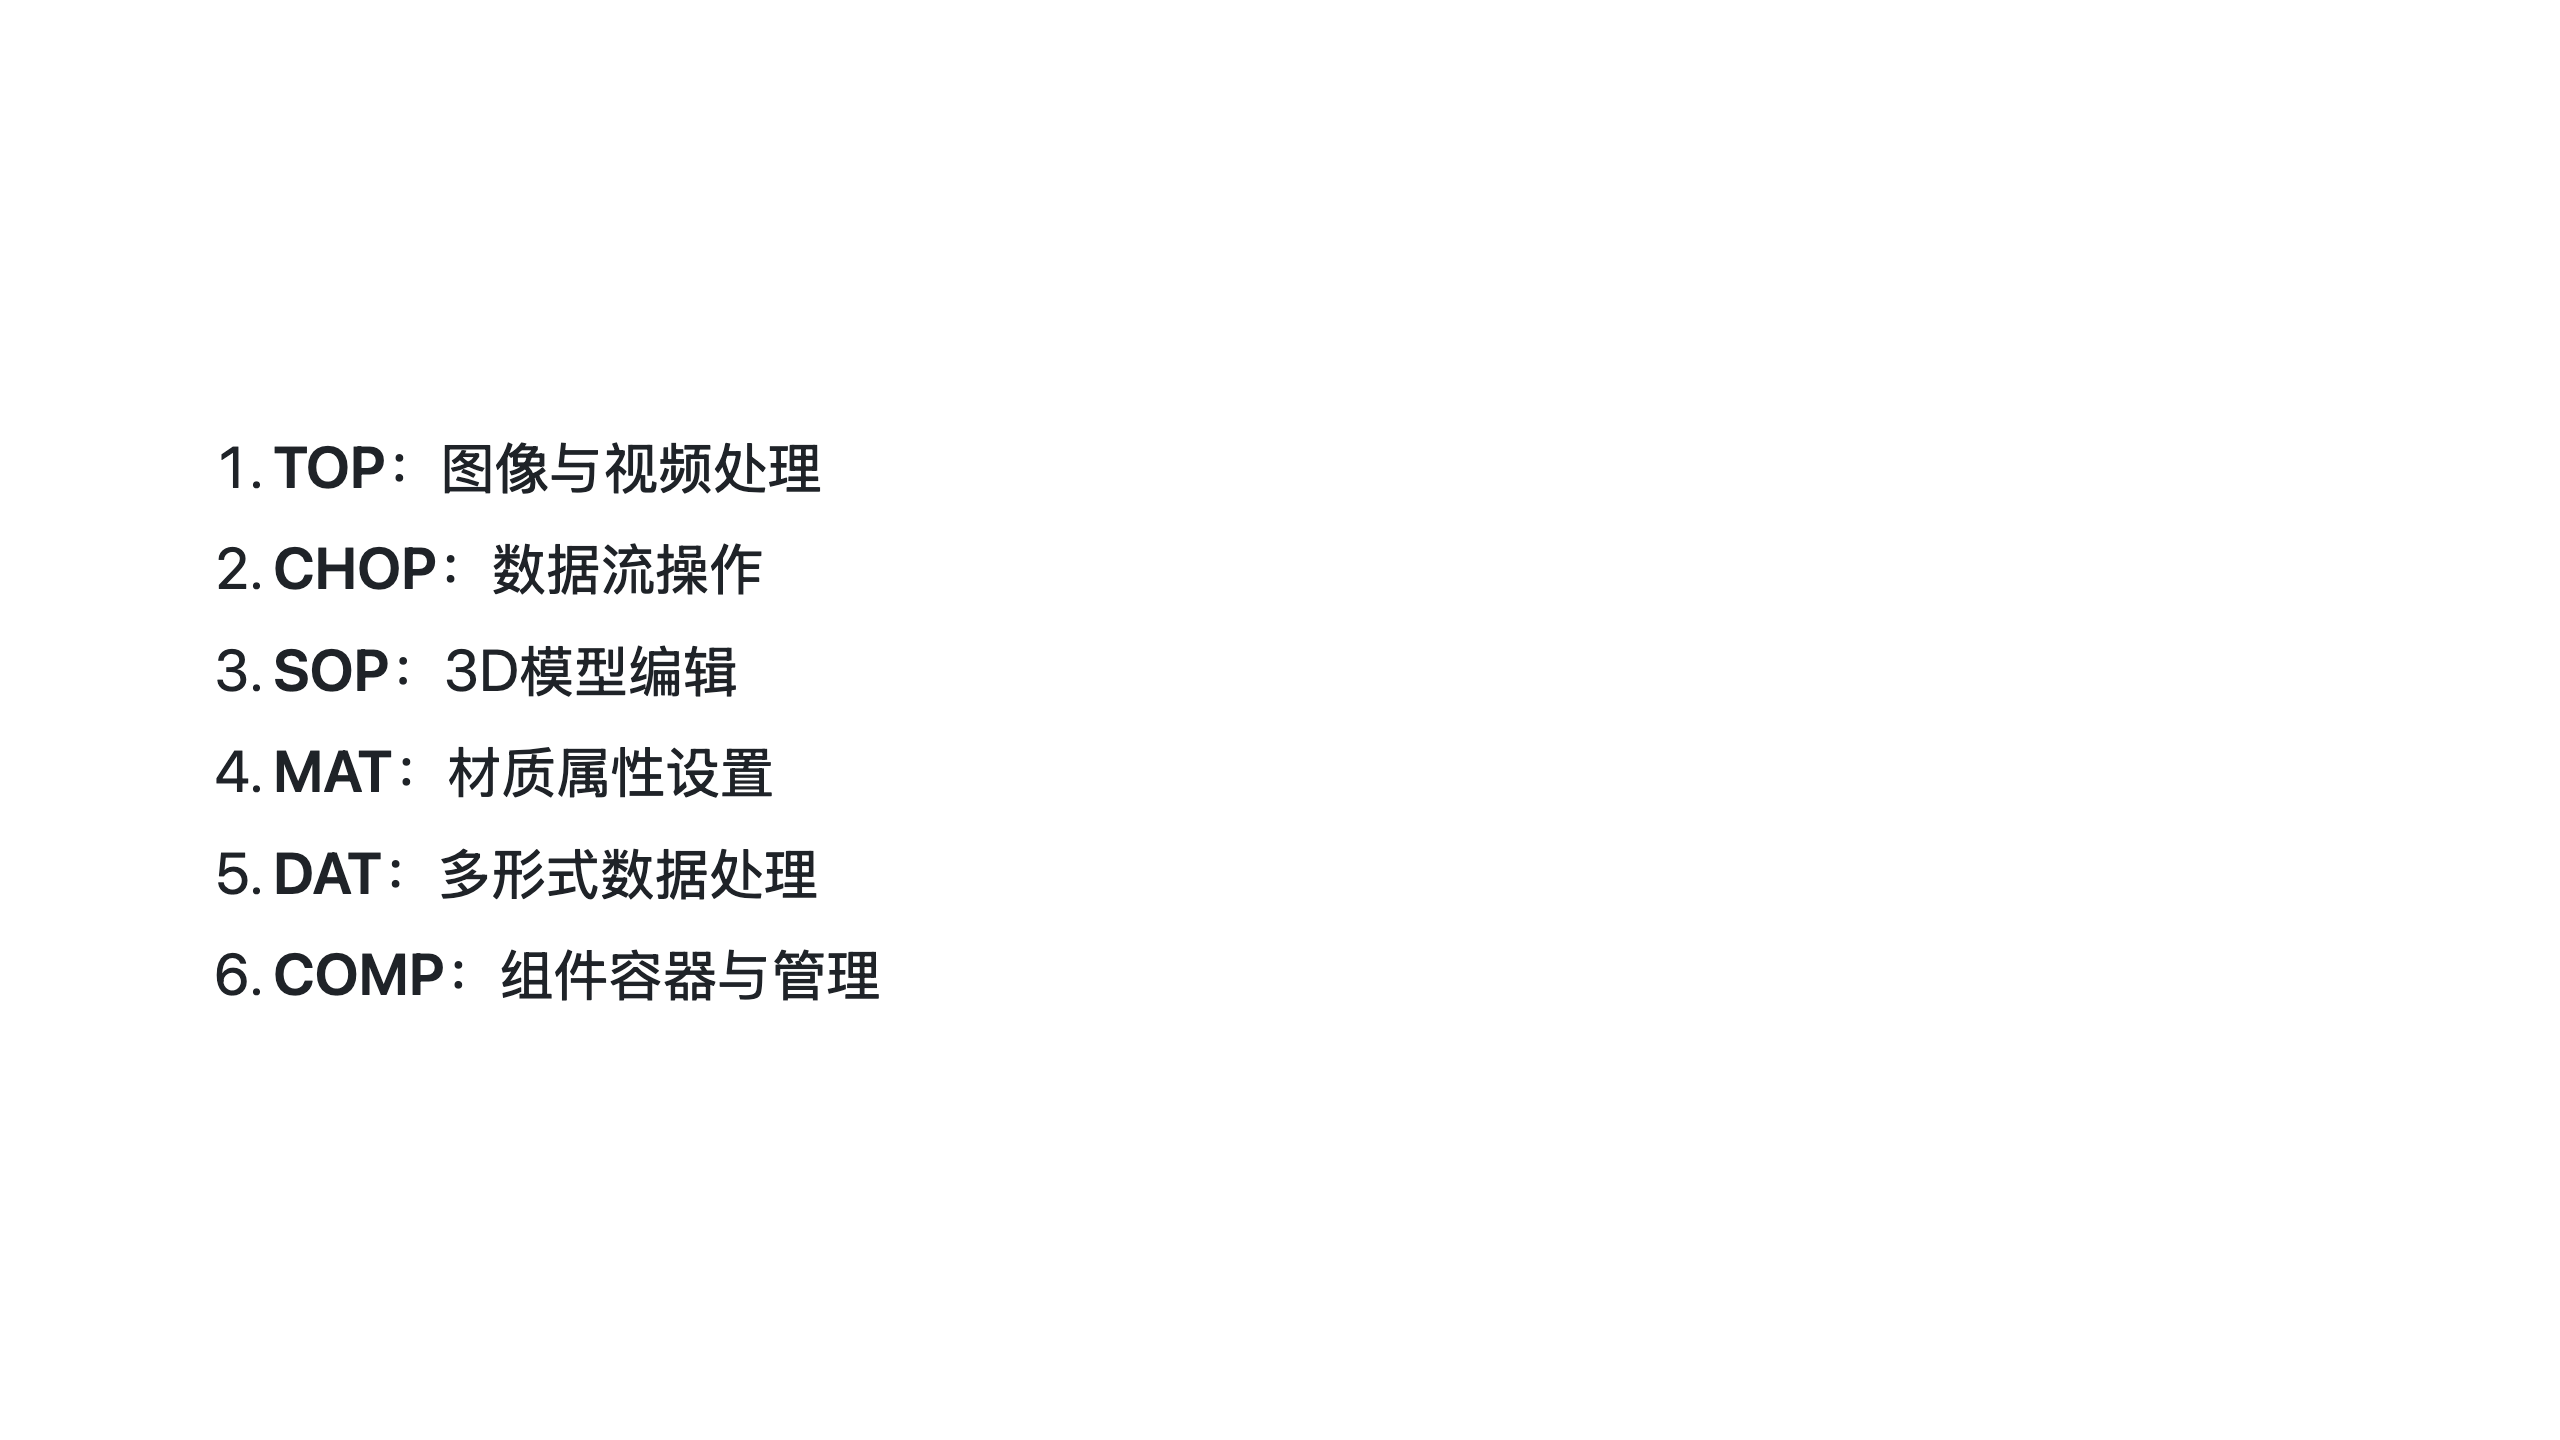 1. TOP：图像与视频处理
2. CHOP：数据流操作
3. SOP：3D模型编辑
4. MAT：材质属性设置
5. DAT：多形式数据处理
6. COMP：组件容器与管理